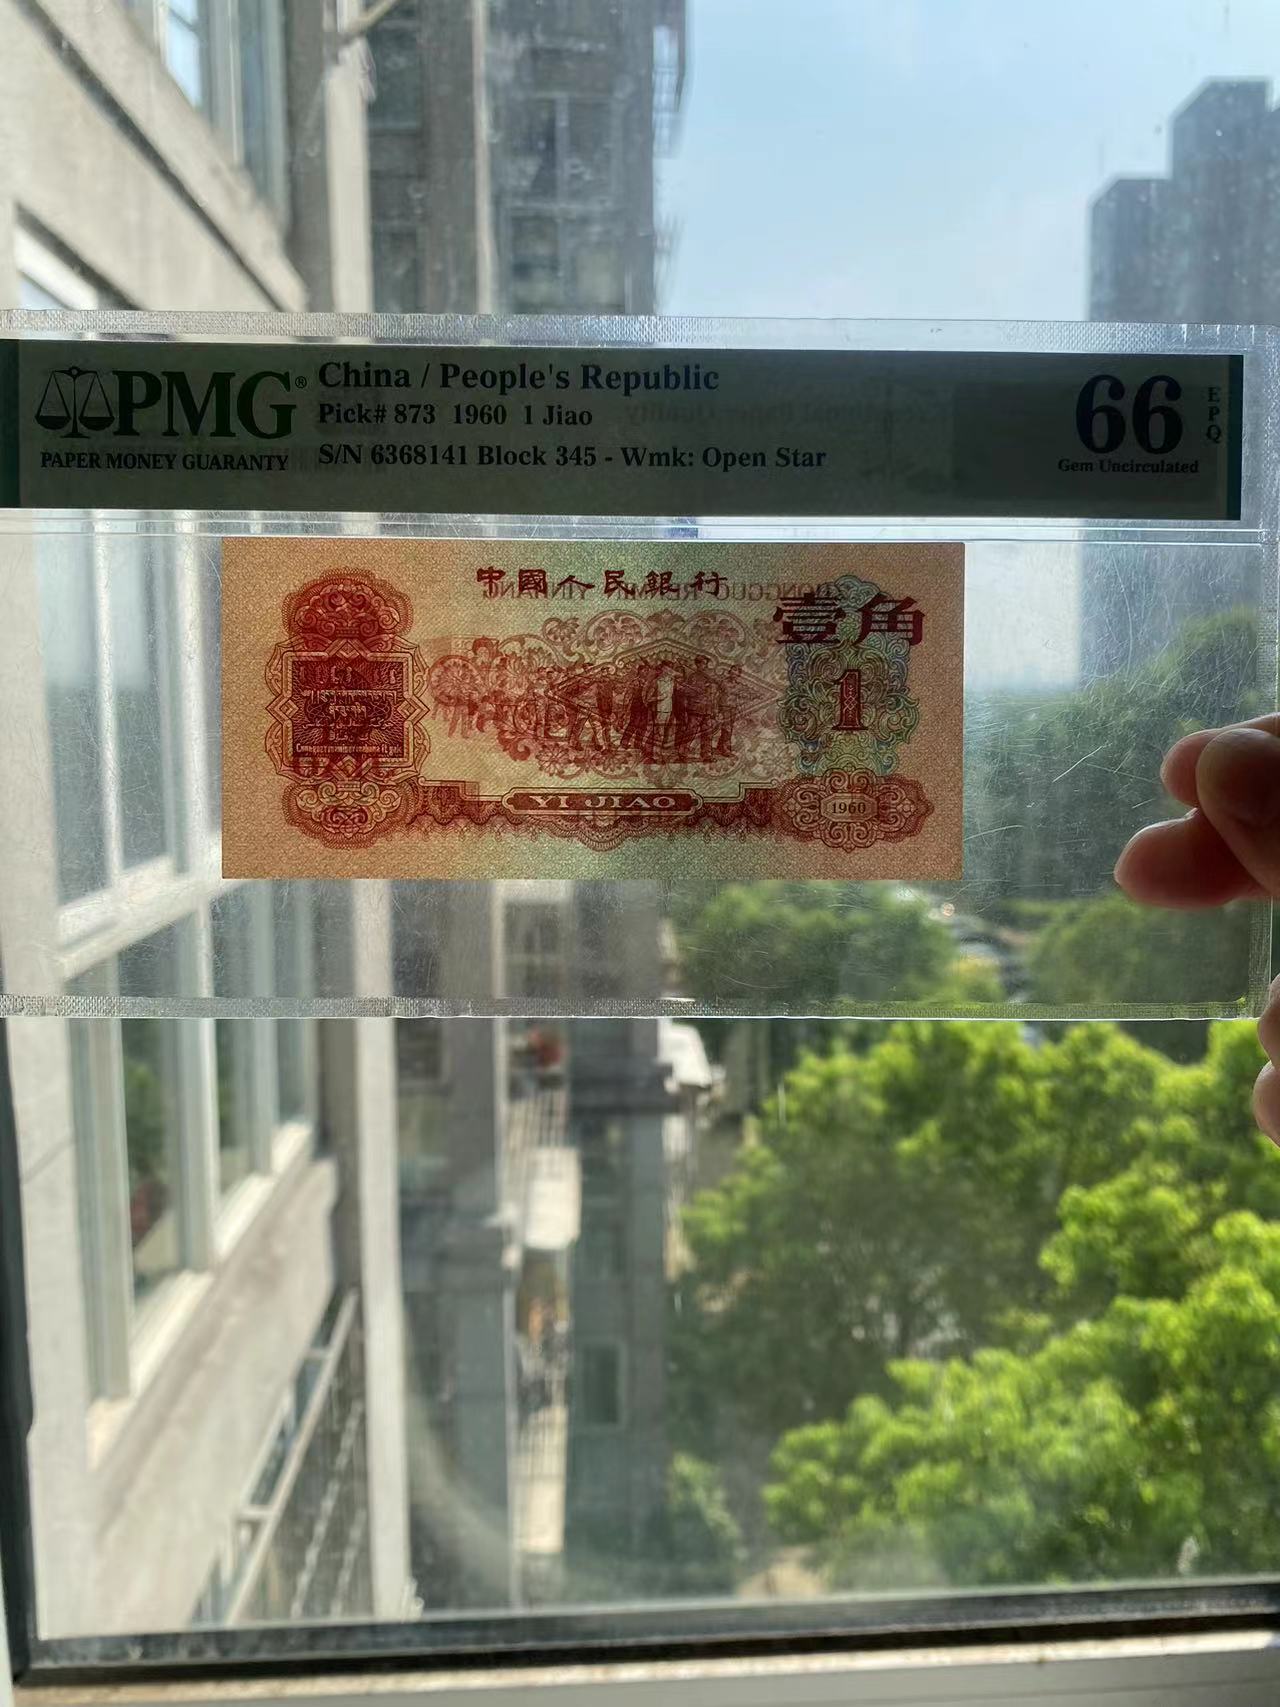 PMG®
PAPER MONEY GUARANTY
China / People's Republic
Pick# 873 1960 1 Jiao
S/N 6368141 Block 345 - Wmk: Open Star
66
EPQ
Gem Uncirculated
中國人民銀行
壹角
1
YI JIAO
1960